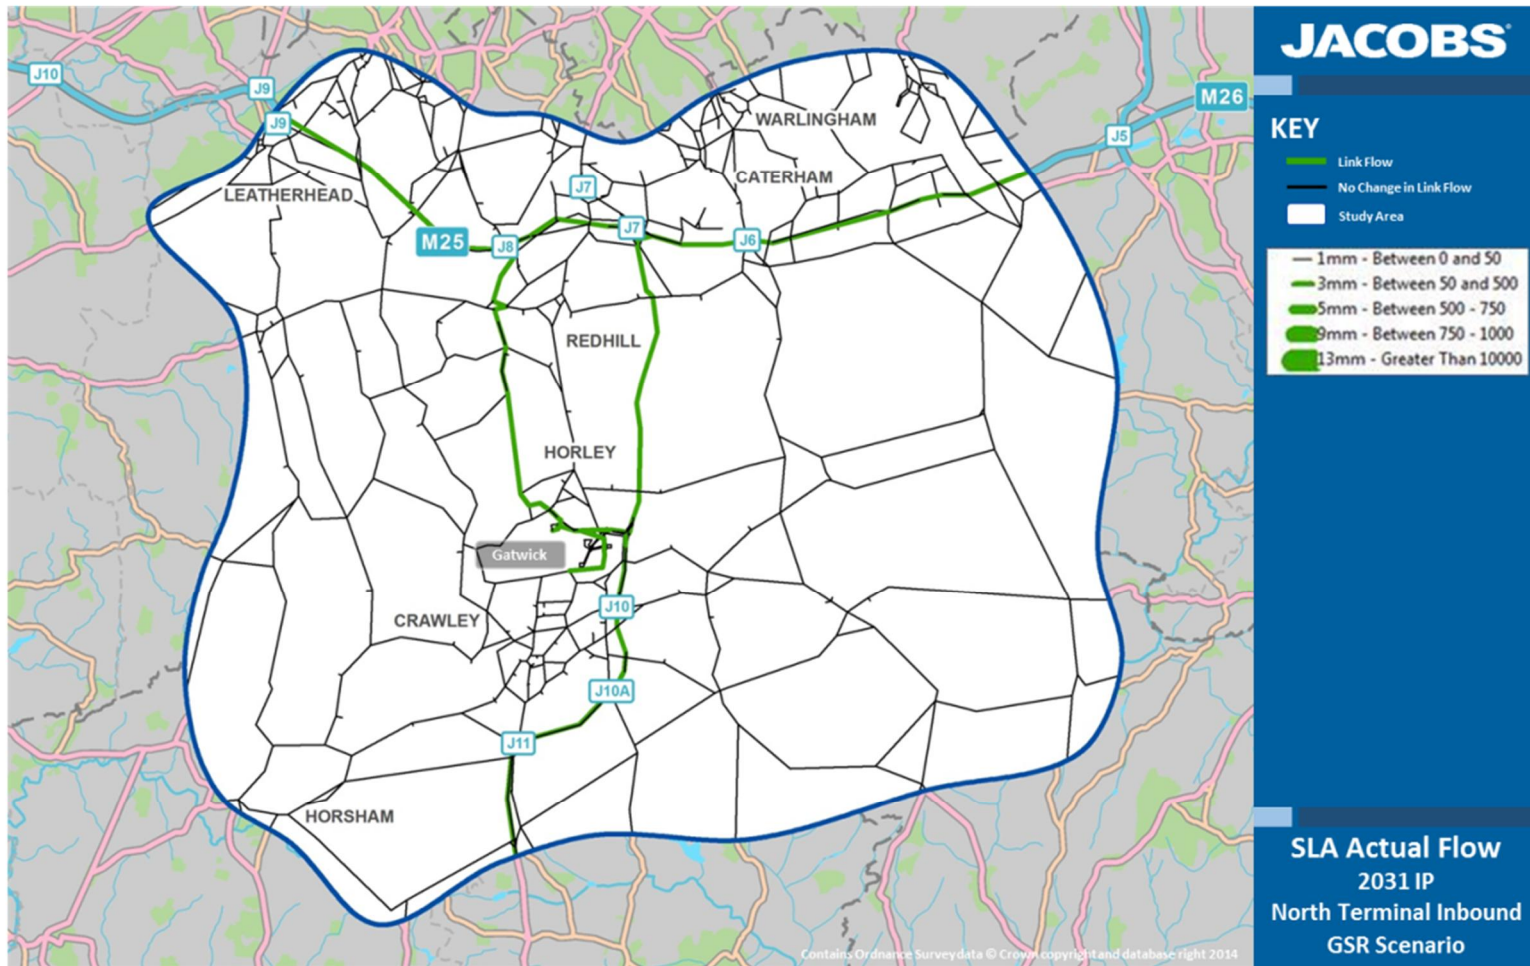 JACOBS
J10
J9
M26
J9
WARLINGHAM
J5
KEY
Link Flow
CATERHAM
J7
LEATHERHEAD
No Change in Link Flow
Study Area
J7
M25
J8
J6
1mm - Between 0 and 50
3mm - Between 50 and 500
5mm - Between 500 - 750
9mm - Between 750 - 1000
13mm - Greater Than 10000
REDHILL
HORLEY
Gatwick
J10
CRAWLEY
J10A
J11
HORSHAM
SLA Actual Flow
2031 IP
North Terminal Inbound
GSR Scenario
Contains Ordnance Survey data © Crown copyright and database right 2014